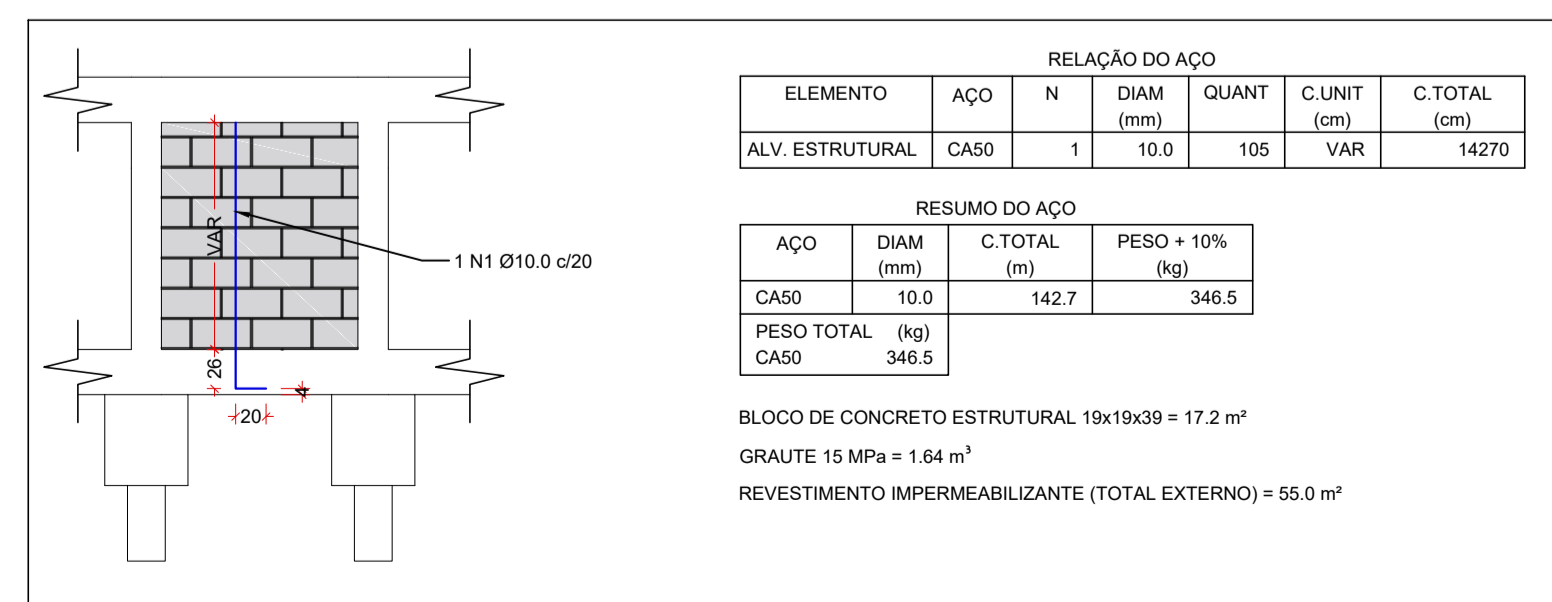 VAR
26
20
4
1 N1 Ø10.0 c/20
RELAÇÃO DO AÇO
ELEMENTO AÇO N DIAM (mm) QUANT C.UNIT (cm) C.TOTAL (cm)
ALV. ESTRUTURAL CA50 1 10.0 105 VAR 14270
RESUMO DO AÇO
AÇO DIAM (mm) C.TOTAL (m) PESO + 10% (kg)
CA50 10.0 142.7 346.5
PESO TOTAL (kg)
CA50 346.5
BLOCO DE CONCRETO ESTRUTURAL 19x19x39 = 17.2 m²
GRAUTE 15 MPa = 1.64 m³
REVESTIMENTO IMPERMEABILIZANTE (TOTAL EXTERNO) = 55.0 m²